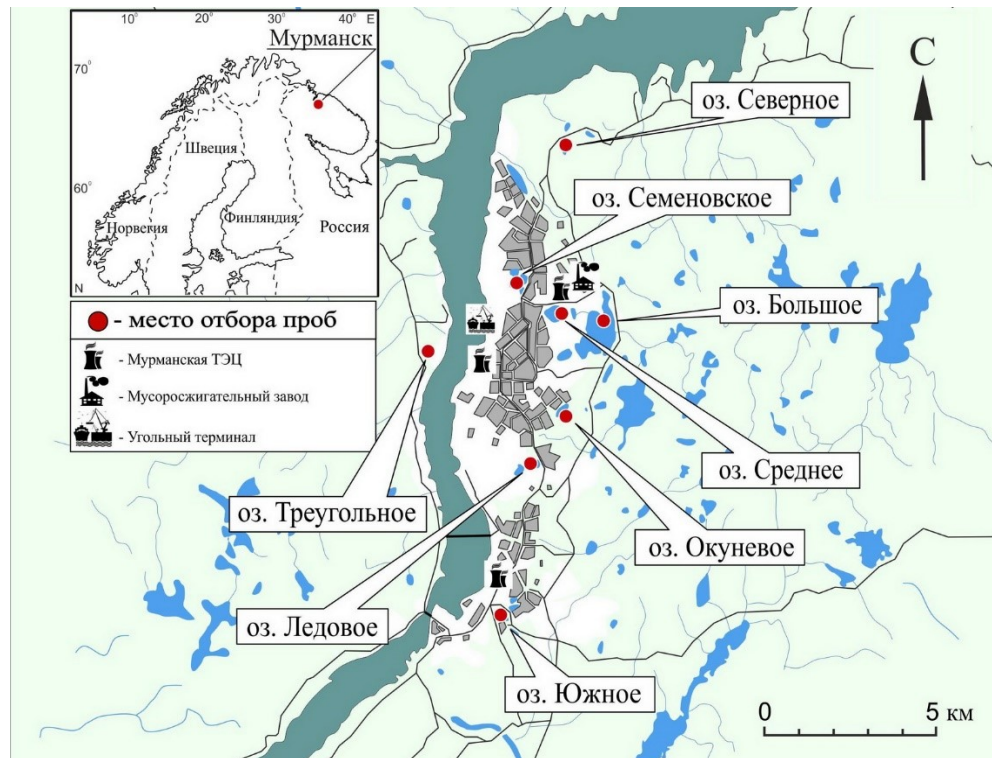 10°
20°
30°
E
Мурманск
70°
60°
Швеция
Норвегия
Финляндия
Россия
N
- место отбора проб
- Мурманская ТЭЦ
- Мусоросжигательный завод
- Угольный терминал
С
оз. Северное
оз. Семеновское
оз. Большое
оз. Среднее
оз. Треугольное
оз. Окуневое
оз. Ледовое
оз. Южное
0
5 км